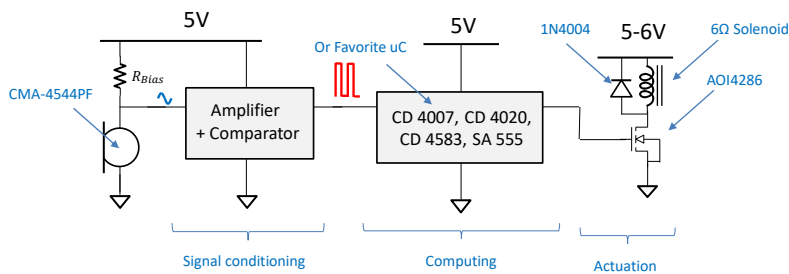 5V
R_Bias
CMA-4544PF
Amplifier
+ Comparator
Or Favorite uC
5V
CD 4007, CD 4020,
CD 4583, SA 555
1N4004
5-6V
6Ω Solenoid
AOI4286
Signal conditioning
Computing
Actuation